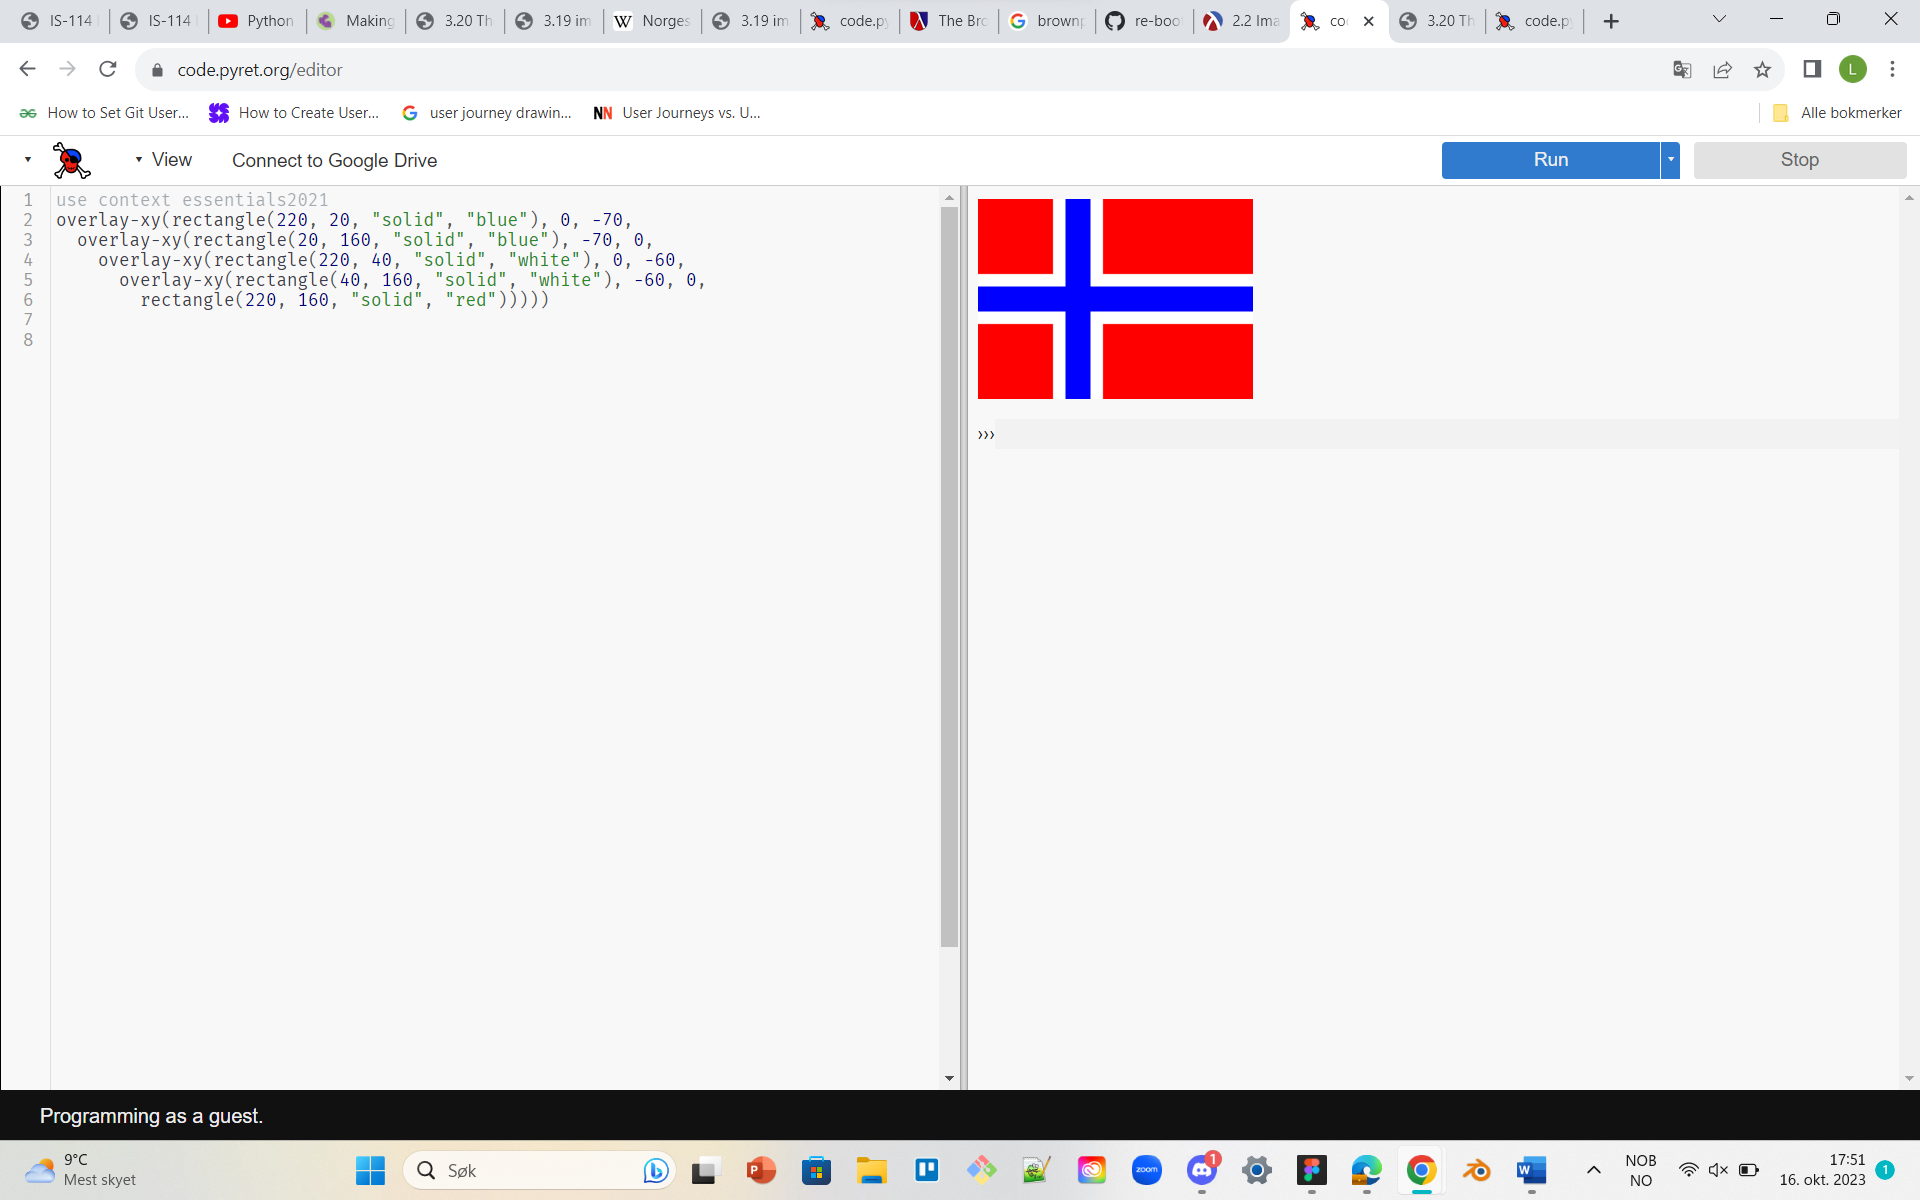 IS-114
IS-114
Python
Making
3.20 Th
3.19 im
Norges
3.19 im
code.py
The Bro
brownp
re-boo
2.2 Ima
co
3.20 Th
code.py
code.pyret.org/editor
L
How to Set Git User...
How to Create User...
user journey drawin...
NN User Journeys vs. U...
Alle bokmerker
View
Connect to Google Drive
Run
Stop
1 use context essentials2021
2 overlay-xy(rectangle(220, 20, "solid", "blue"), 0, -70,
3 overlay-xy(rectangle(20, 160, "solid", "blue"), -70, 0,
4 overlay-xy(rectangle(220, 40, "solid", "white"), 0, -60,
5 overlay-xy(rectangle(40, 160, "solid", "white"), -60, 0,
6 rectangle(220, 160, "solid", "red")))))
7
8
›››
Programming as a guest.
9°C
Mest skyet
Søk
zoom
1
NOB
NO
17:51
16. okt. 2023
1